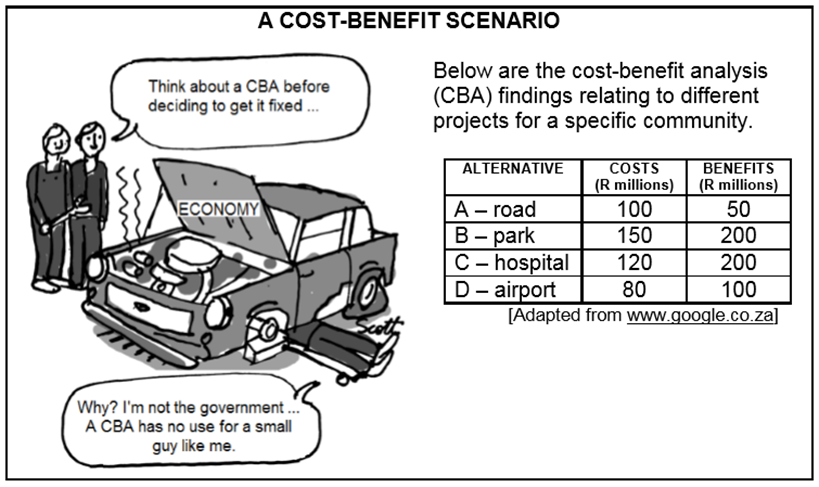 A COST-BENEFIT SCENARIO
Think about a CBA before
deciding to get it fixed ...
ECONOMY
Scott
Why? I'm not the government ...
A CBA has no use for a small
guy like me.
Below are the cost-benefit analysis
(CBA) findings relating to different
projects for a specific community.
ALTERNATIVE COSTS BENEFITS
(R millions) (R millions)
A – road 100 50
B – park 150 200
C – hospital 120 200
D – airport 80 100
[Adapted from www.google.co.za]